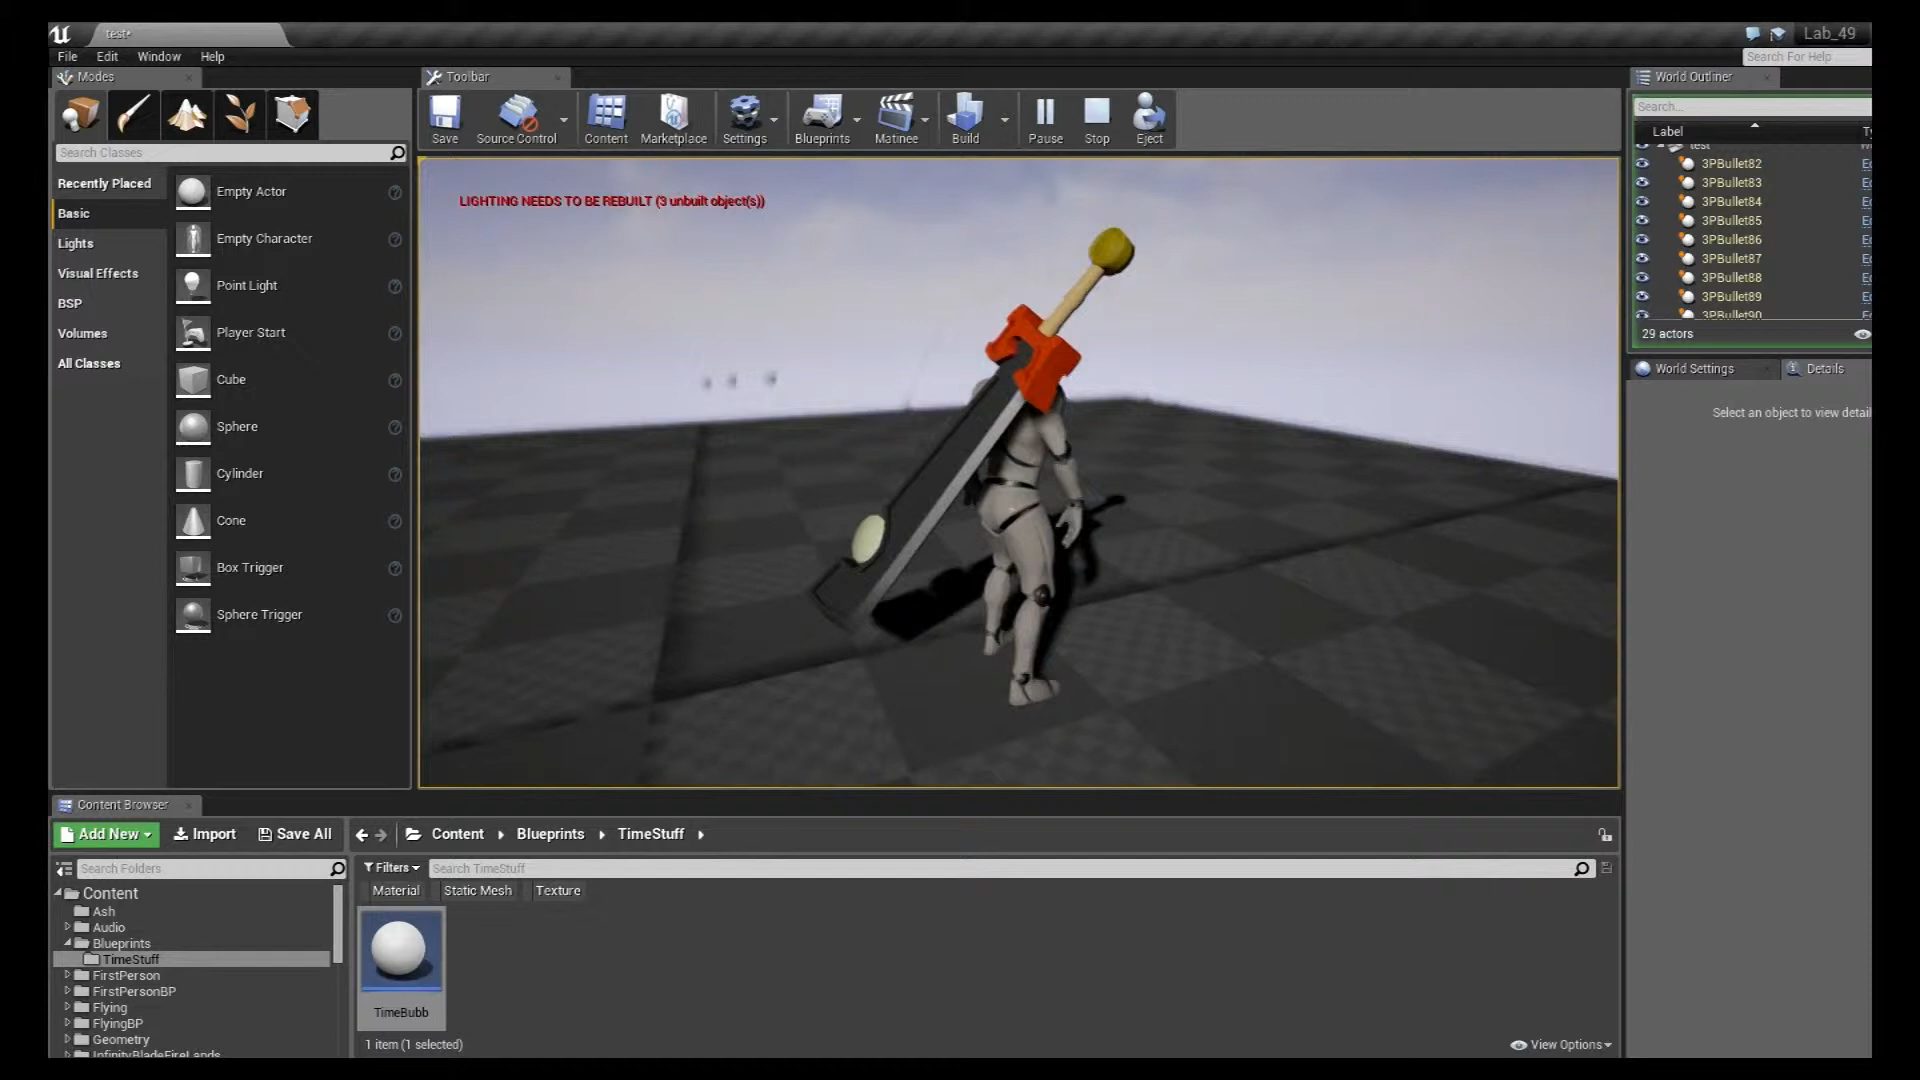 test*
Lab_49
File Edit Window Help
Search For Help
Modes
Toolbar
World Outliner
Save
Source Control
Content
Marketplace
Settings
Blueprints
Matinee
Build
Pause
Stop
Eject
Search Classes
Search...
Label
Recently Placed
Basic
Lights
Visual Effects
BSP
Volumes
All Classes
Empty Actor
Empty Character
Point Light
Player Start
Cube
Sphere
Cylinder
Cone
Box Trigger
Sphere Trigger
LIGHTING NEEDS TO BE REBUILT (3 unbuilt object(s))
test
3PBullet82
3PBullet83
3PBullet84
3PBullet85
3PBullet86
3PBullet87
3PBullet88
3PBullet89
3PBullet90
29 actors
World Settings
Details
Select an object to view detail
Content Browser
Add New
Import
Save All
Content
Blueprints
TimeStuff
Search Folders
Filters
Search TimeStuff
Material
Static Mesh
Texture
Content
Ash
Audio
Blueprints
TimeStuff
FirstPerson
FirstPersonBP
Flying
FlyingBP
Geometry
InfinityBladeFireLands
TimeBubb
1 item (1 selected)
View Options